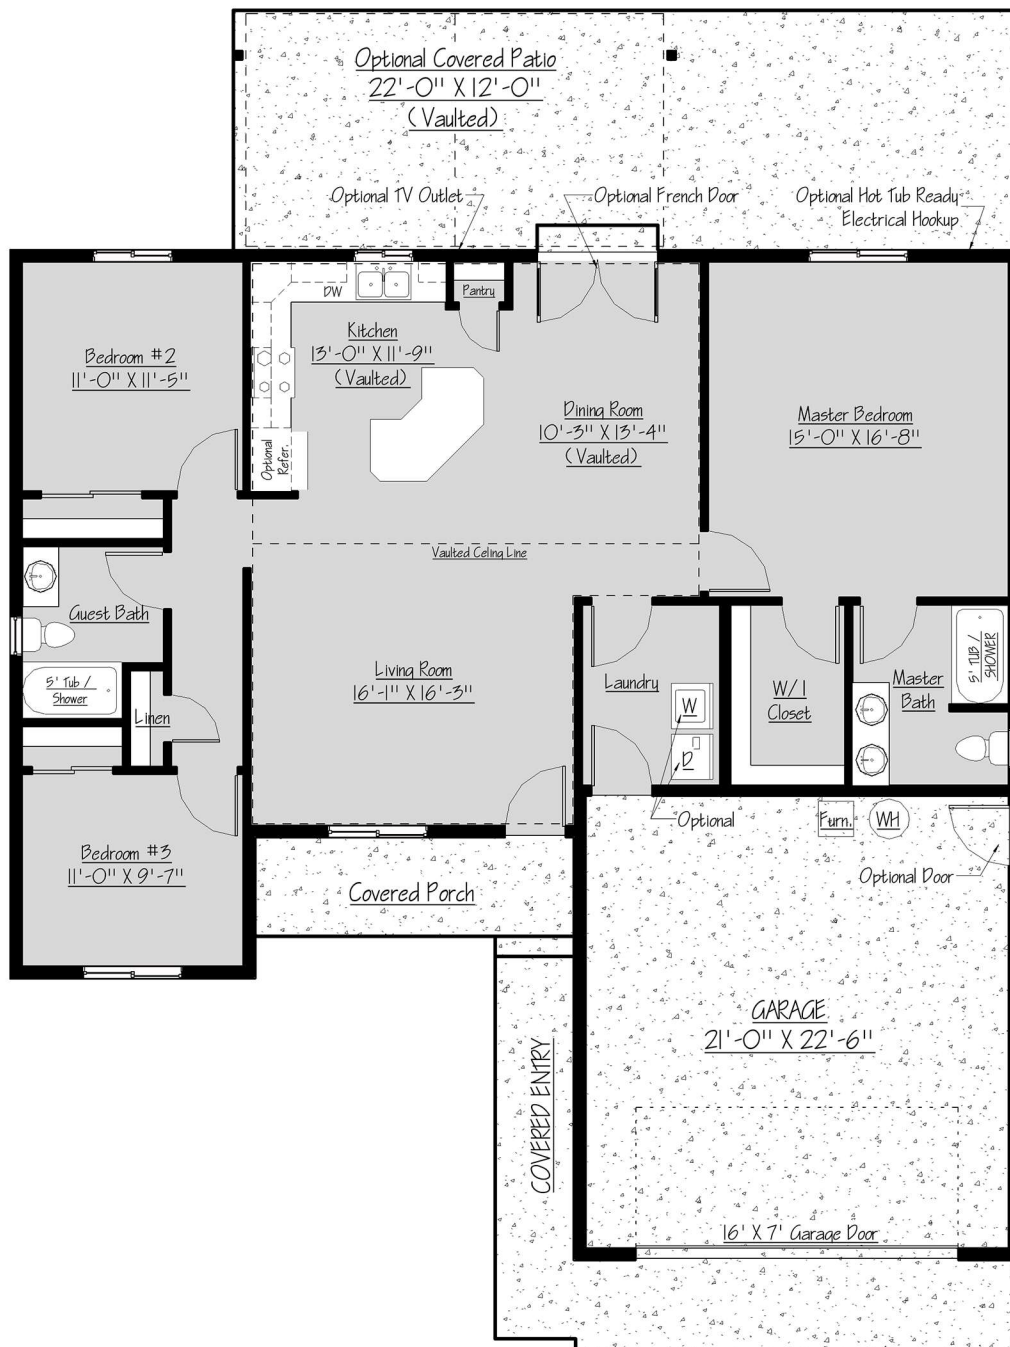 Optional Covered Patio
22'-0" X 12'-0"
(Vaulted)
Optional TV Outlet
Optional French Door
Optional Hot Tub Ready
Electrical Hookup
Bedroom #2
11'-0" X 11'-5"
DW
Pantry
Kitchen
13'-0" X 11'-9"
(Vaulted)
Optional
Refer.
Dining Room
10'-3" X 13'-4"
(Vaulted)
Master Bedroom
15'-0" X 16'-8"
Vaulted Celing Line
Guest Bath
5' Tub /
Shower
Linen
Living Room
16'-1" X 16'-3"
Laundry
W
D
Optional
W/I
Closet
Master
Bath
5' TUB /
SHOWER
Bedroom #3
11'-0" X 9'-7"
Covered Porch
Furn.
WH
Optional Door
GARAGE
21'-0" X 22'-6"
COVERED ENTRY
16' X 7' Garage Door